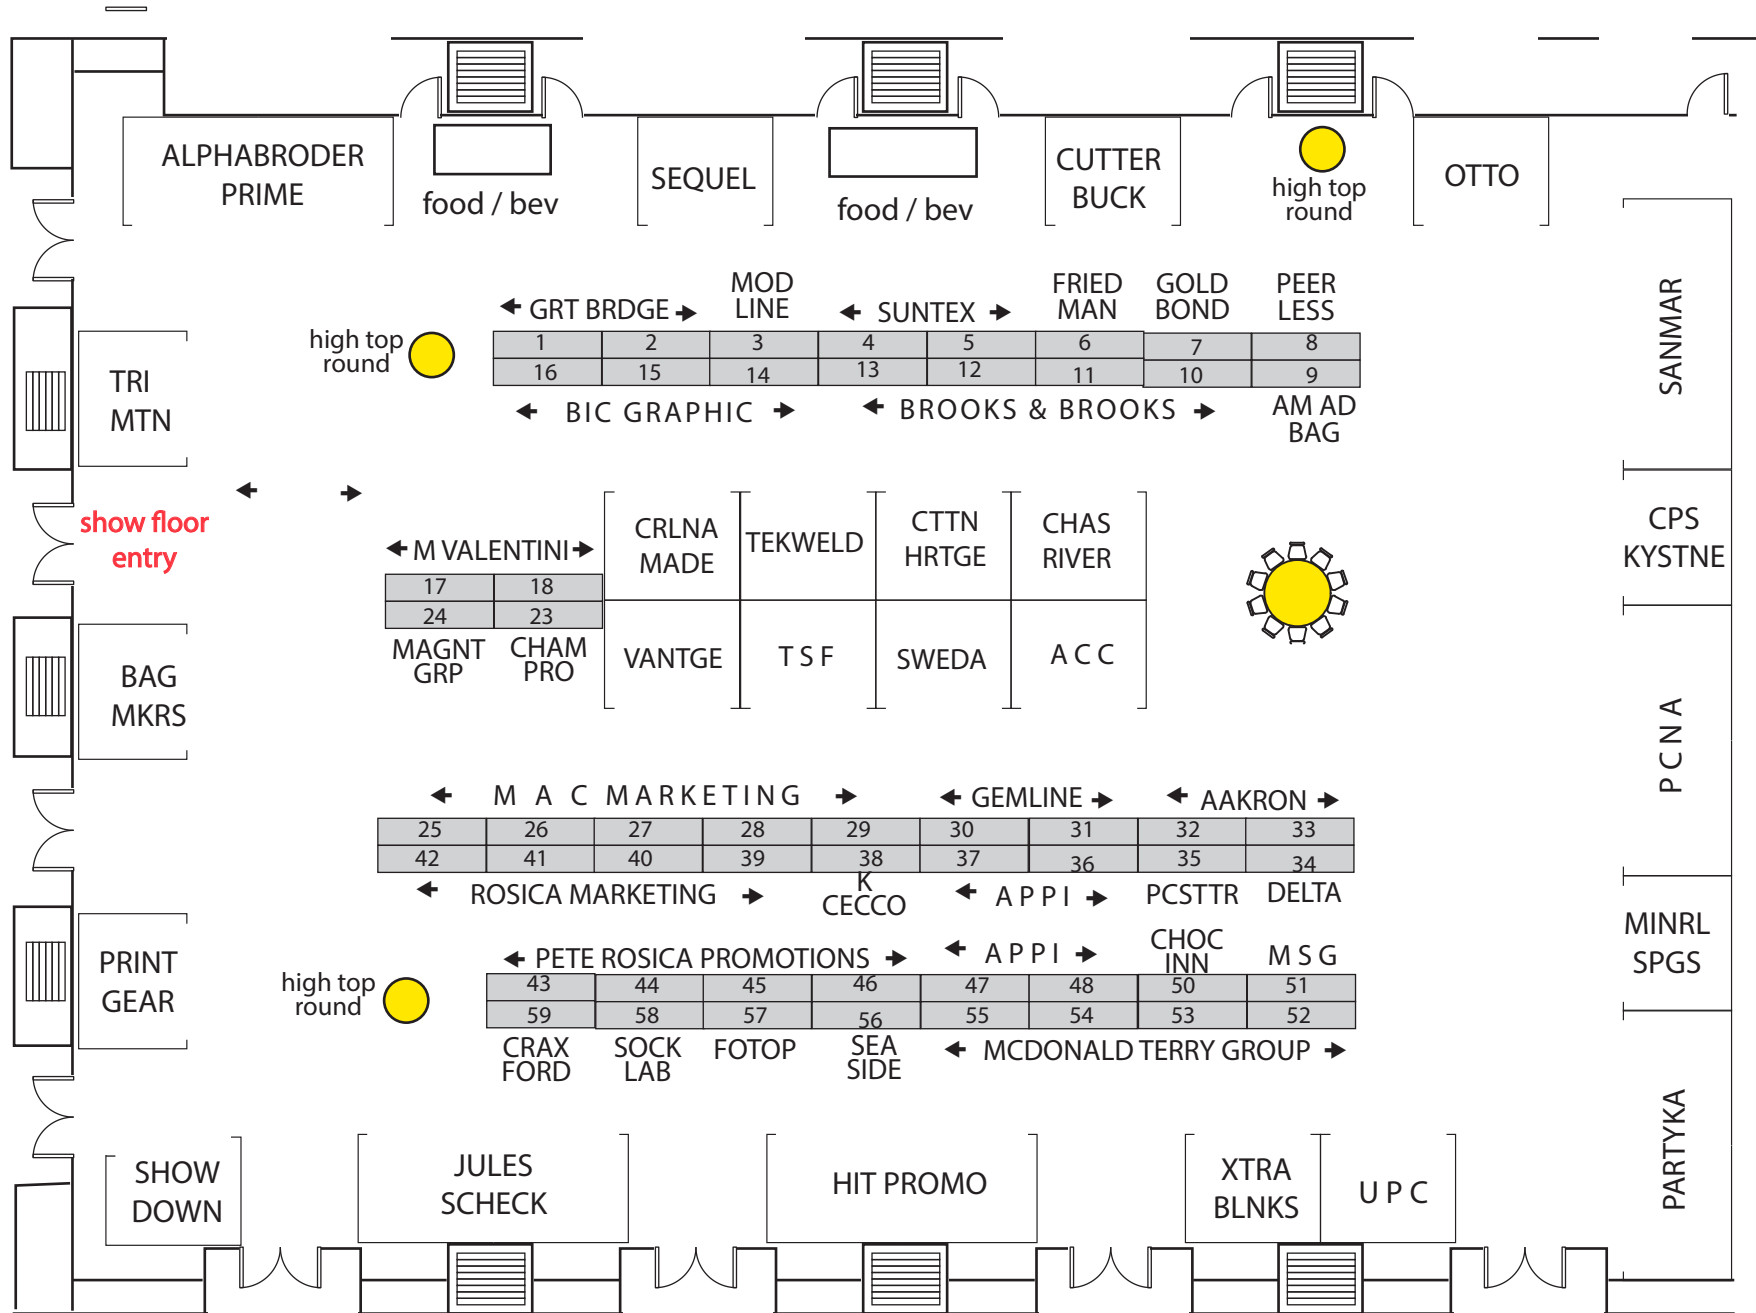 ALPHABRODER
PRIME
food / bev
SEQUEL
food / bev
CUTTER
BUCK
high top
round
OTTO
SANMAR
GRT BRDGE
MOD
LINE
SUNTEX
FRIED
MAN
GOLD
BOND
PEER
LESS
high top
round
1 2 3 4 5 6 7 8
16 15 14 13 12 11 10 9
BIC GRAPHIC
BROOKS & BROOKS
AM AD
BAG
TRI
MTN
show floor
entry
M VALENTINI
17 18
24 23
MAGNT
GRP
CHAM
PRO
CRLNA
MADE
TEKWELD
CTTN
HRTGE
CHAS
RIVER
VANTGE
T S F
SWEDA
A C C
CPS
KYSTNE
BAG
MKRS
P C N A
M A C MARKETING
GEMLINE
AAKRON
25 26 27 28 29 30 31 32 33
42 41 40 39 38 37 36 35 34
ROSICA MARKETING
K
CECCO
A P P I
PCSTTR
DELTA
PRINT
GEAR
high top
round
PETE ROSICA PROMOTIONS
A P P I
CHOC
INN
M S G
43 44 45 46 47 48 50 51
59 58 57 56 55 54 53 52
CRAX
FORD
SOCK
LAB
FOTOP
SEA
SIDE
MCDONALD TERRY GROUP
MINRL
SPGS
PARTYKA
SHOW
DOWN
JULES
SCHECK
HIT PROMO
XTRA
BLNKS
U P C